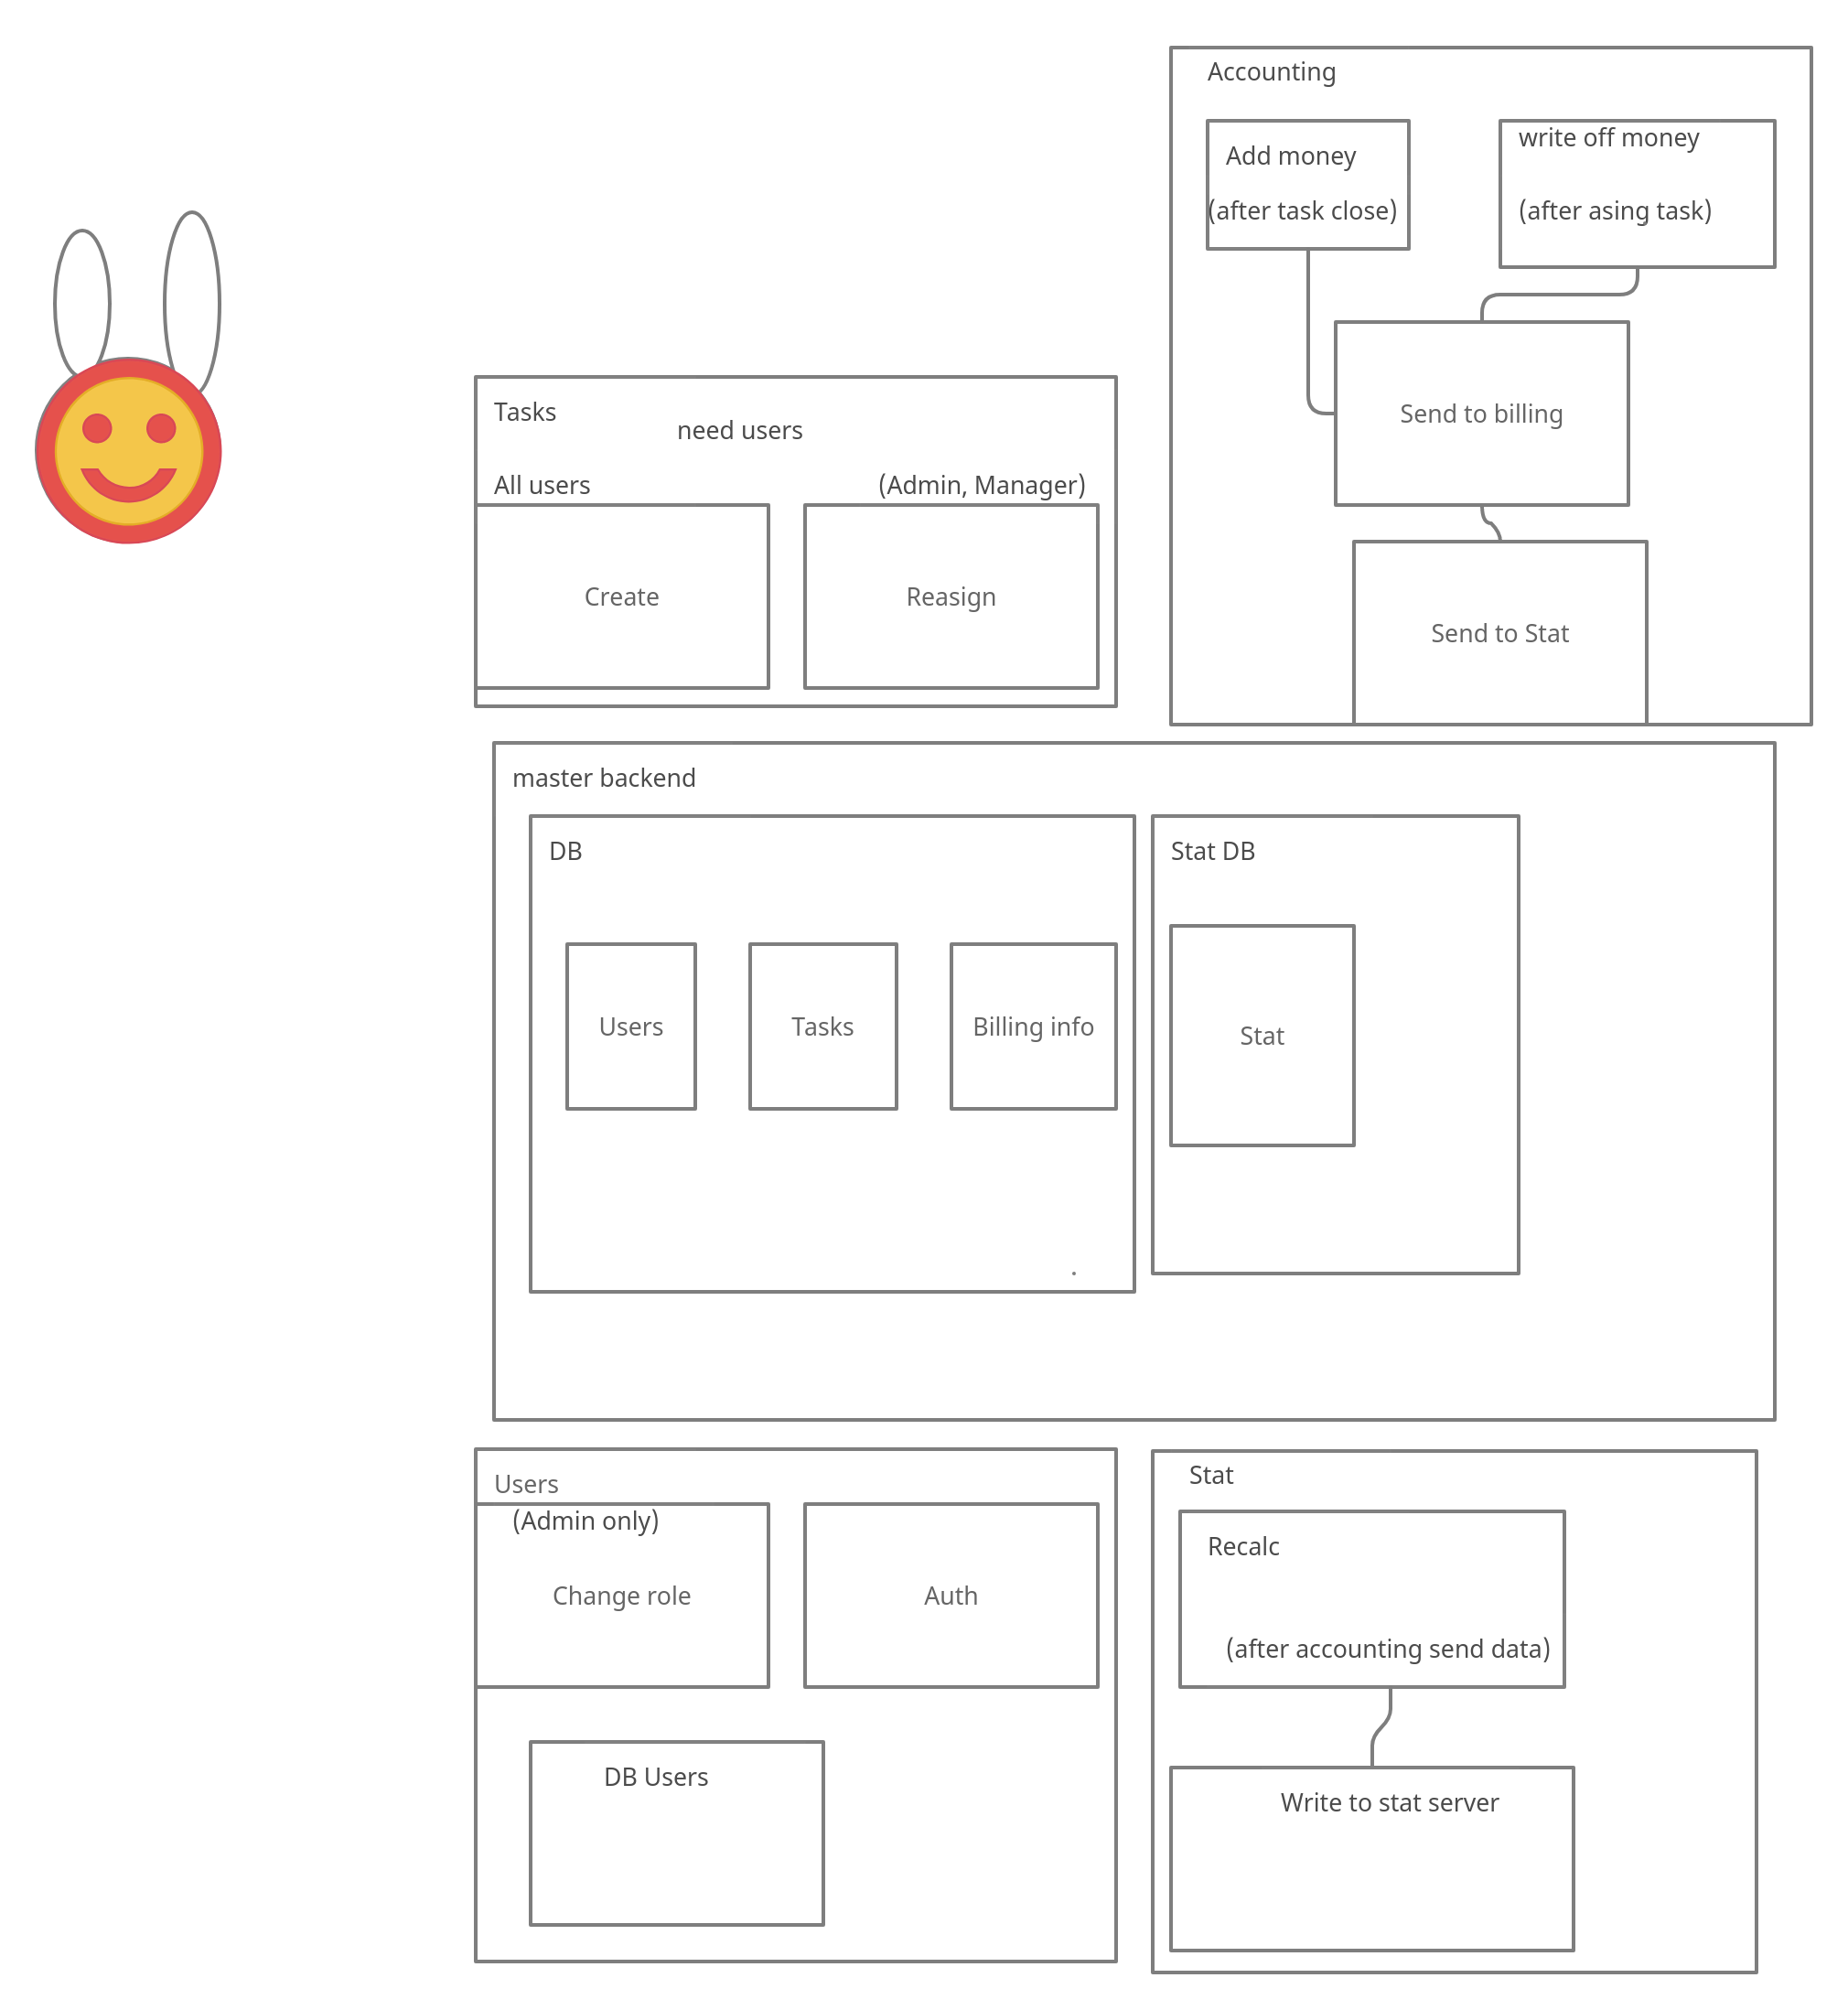 Accounting
Add money
(after task close)
write off money
(after asing task)
Send to billing
Send to Stat
Tasks
need users
All users
(Admin, Manager)
Create
Reasign
master backend
DB
Users
Tasks
Billing info
.
Stat DB
Stat
Users
(Admin only)
Change role
Auth
DB Users
Stat
Recalc
(after accounting send data)
Write to stat server